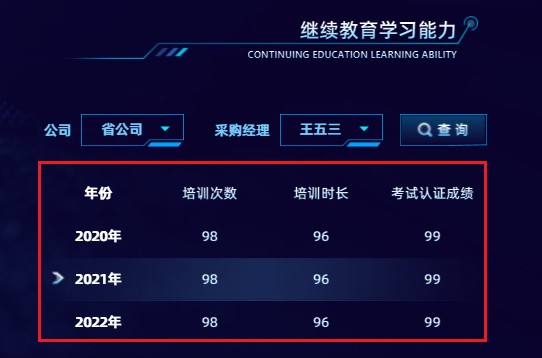 继续教育学习能力
CONTINUING EDUCATION LEARNING ABILITY
公司 省公司 采购经理 王五三 查询
年份 培训次数 培训时长 考试认证成绩
2020年 98 96 99
2021年 98 96 99
2022年 98 96 99